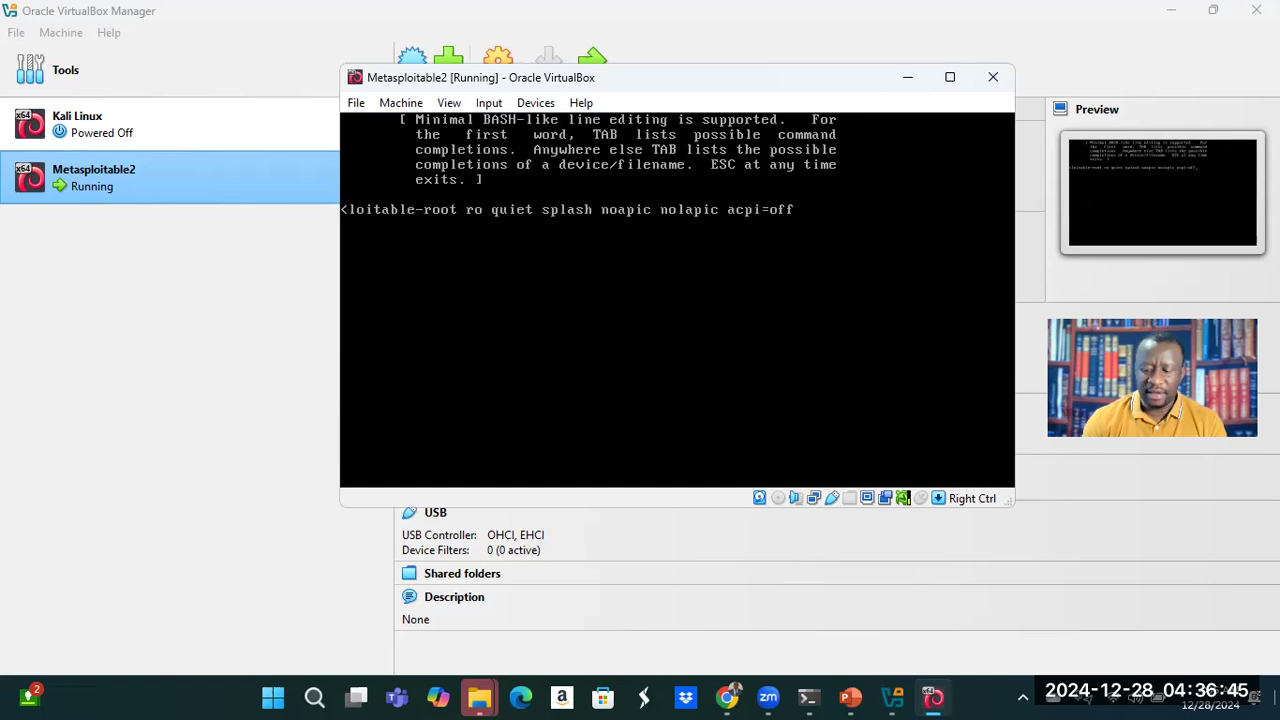 Oracle VirtualBox Manager
File Machine Help
Tools
Kali Linux
Powered Off
Metasploitable2
Running
Metasploitable2 [Running] - Oracle VirtualBox
File Machine View Input Devices Help
[ Minimal BASH-like line editing is supported. For
the first word, TAB lists possible command
completions. Anywhere else TAB lists the possible
completions of a device/filename. ESC at any time
exits. ]
<loitable-root ro quiet splash noapic nolapic acpi=off
Right Ctrl
Preview
USB
USB Controller: OHCI, EHCI
Device Filters: 0 (0 active)
Shared folders
Description
None
2
2024-12-28 04:36:45
12/28/2024